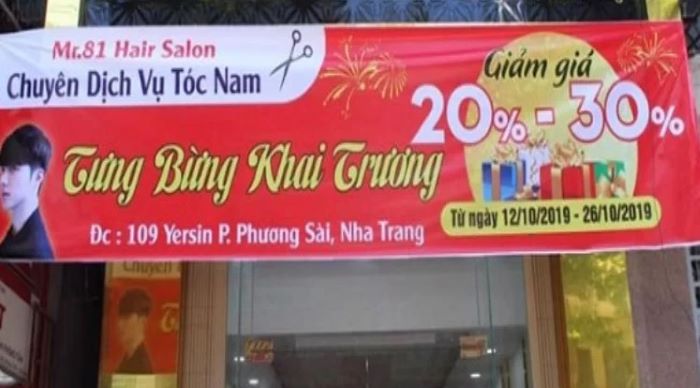 Mr.81 Hair Salon
Chuyên Dịch Vụ Tóc Nam
Giảm giá
20% - 30%
Tưng Bừng Khai Trương
Từ ngày 12/10/2019 - 26/10/2019
Đc : 109 Yersin P. Phương Sài, Nha Trang
Chuyên